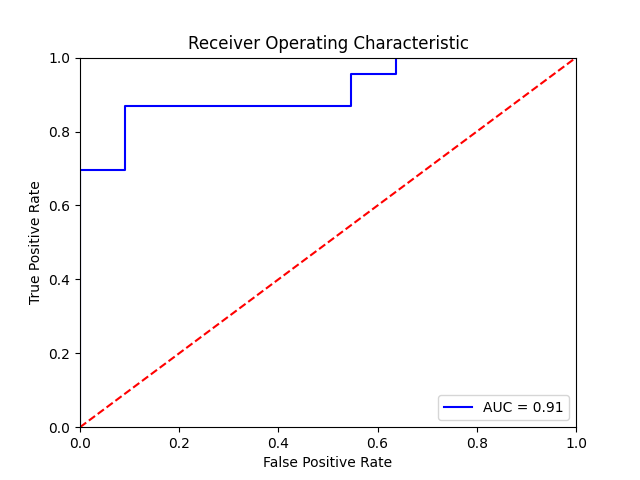 Receiver Operating Characteristic
1.0
0.8
0.6
0.4
0.2
0.0
True Positive Rate
AUC = 0.91
0.0 0.2 0.4 0.6 0.8 1.0
False Positive Rate